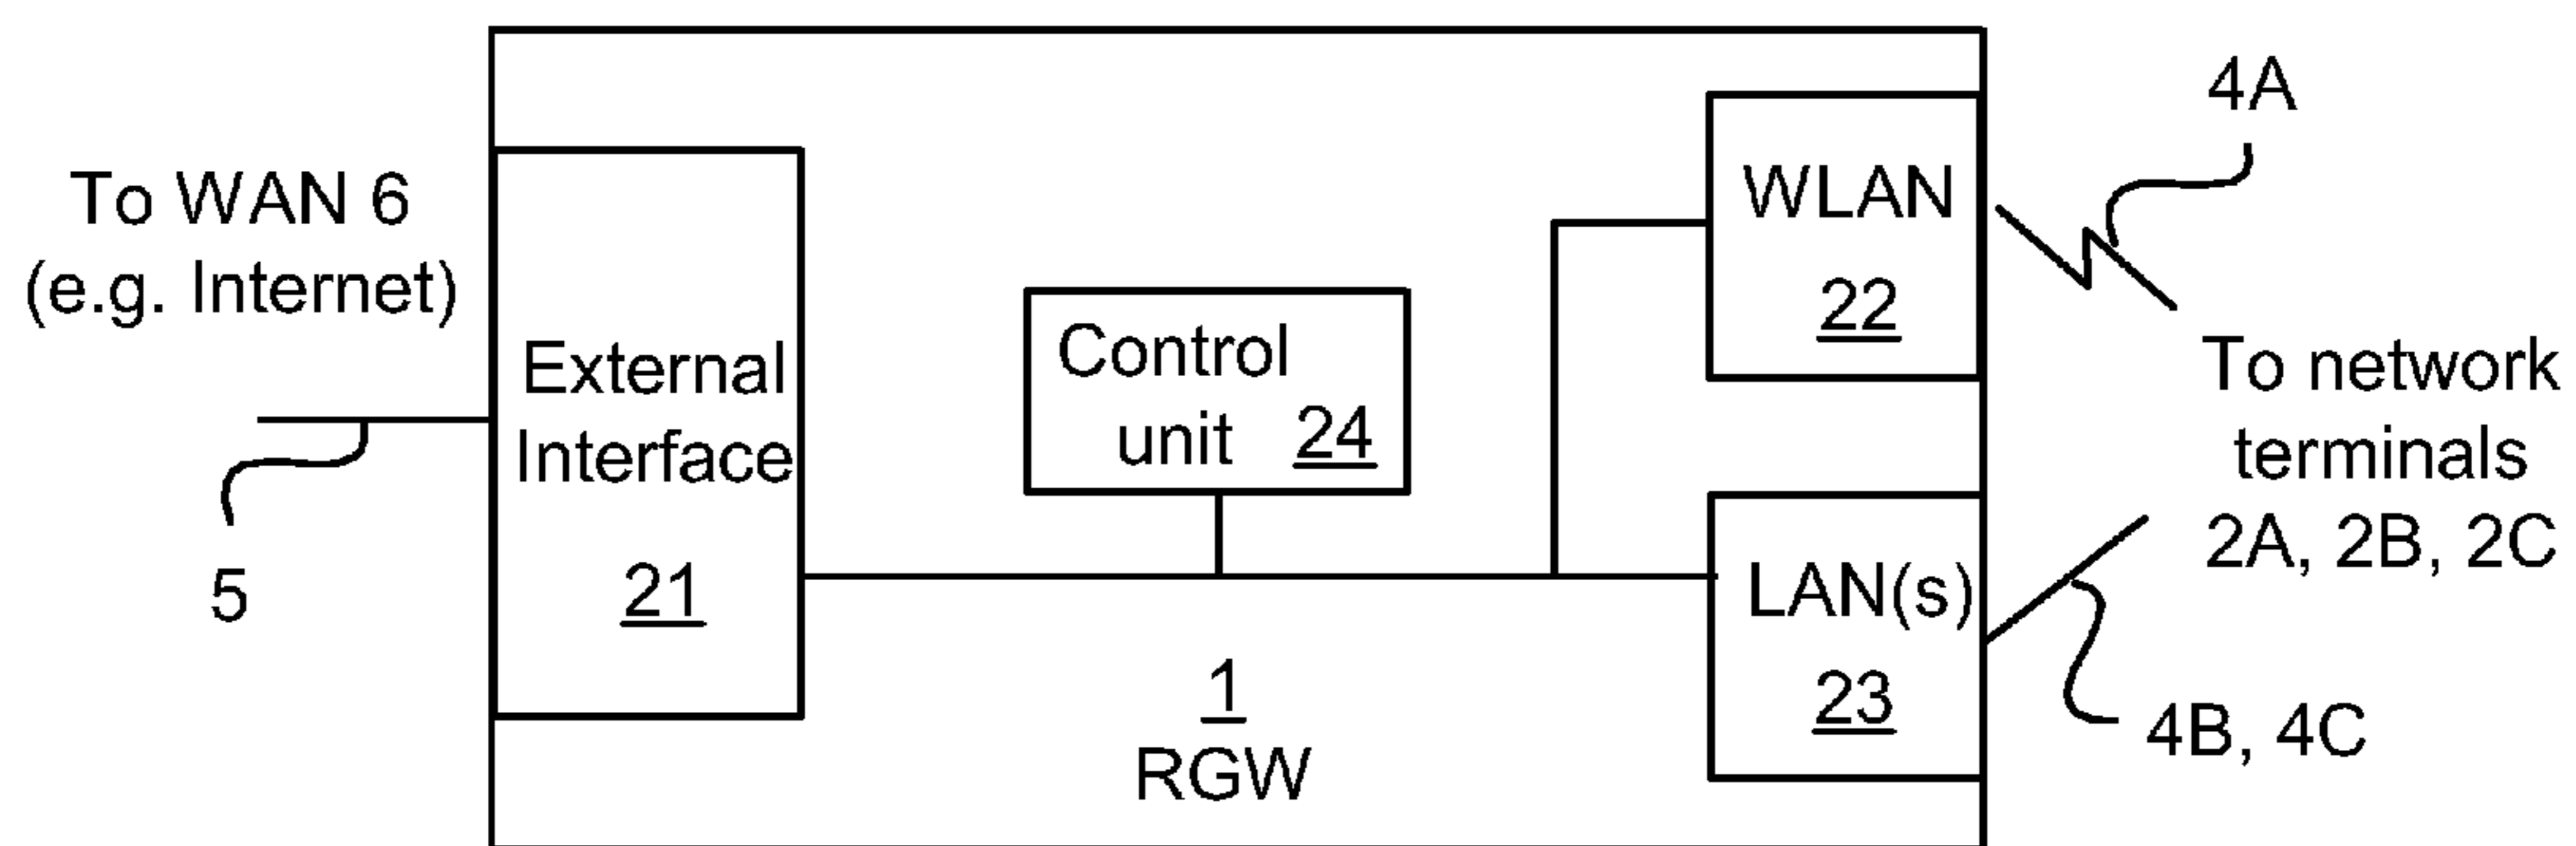 To WAN 6
(e.g. Internet)
5
External
Interface
21
Control
unit 24
1
RGW
WLAN
22
LAN(s)
23
4A
To network
terminals
2A, 2B, 2C
4B, 4C